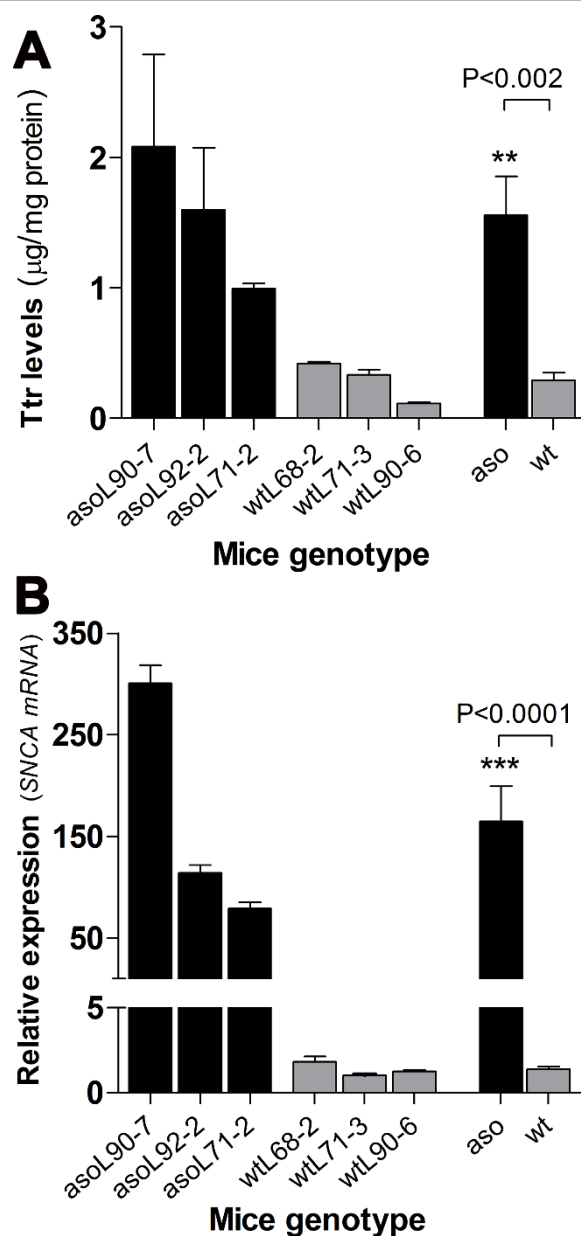 A
Ttr levels (µg/mg protein)
3
2
1
0
P<0.002
**
asoL90-7
asoL92-2
asoL71-2
wtL68-2
wtL71-3
wtL90-6
aso
wt
Mice genotype
B
Relative expression (SNCA mRNA)
350
250
150
50
5
0
P<0.0001
***
asoL90-7
asoL92-2
asoL71-2
wtL68-2
wtL71-3
wtL90-6
aso
wt
Mice genotype